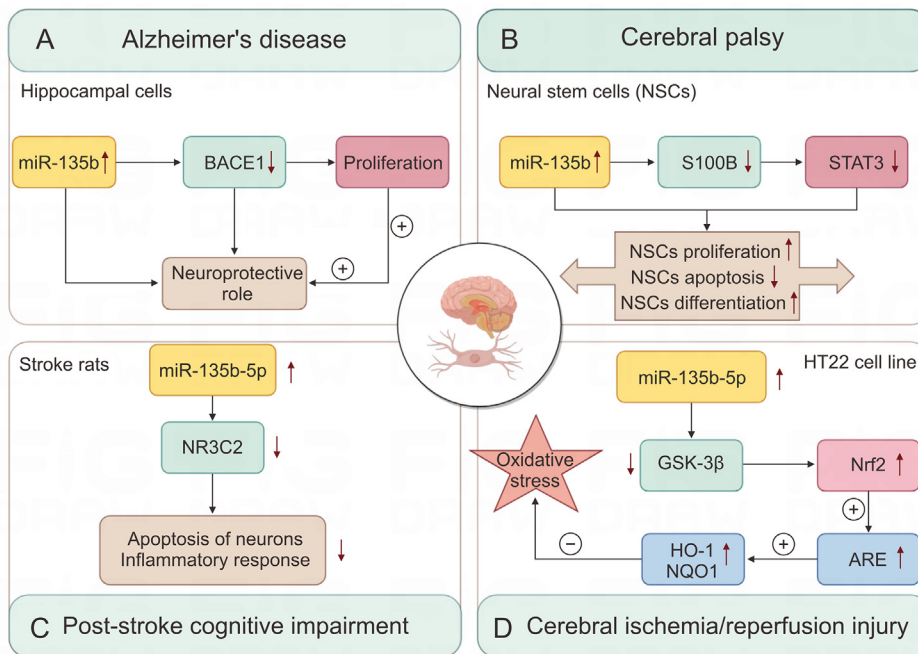 A
Alzheimer's disease
Hippocampal cells
miR-135b
BACE1
Proliferation
+
+
Neuroprotective
role
B
Cerebral palsy
Neural stem cells (NSCs)
miR-135b
S100B
STAT3
NSCs proliferation
NSCs apoptosis
NSCs differentiation
Stroke rats
miR-135b-5p
NR3C2
Apoptosis of neurons
Inflammatory response
C
Post-stroke cognitive impairment
HT22 cell line
miR-135b-5p
Oxidative
stress
GSK-3β
Nrf2
+
−
HO-1
NQO1
+
ARE
D
Cerebral ischemia/reperfusion injury